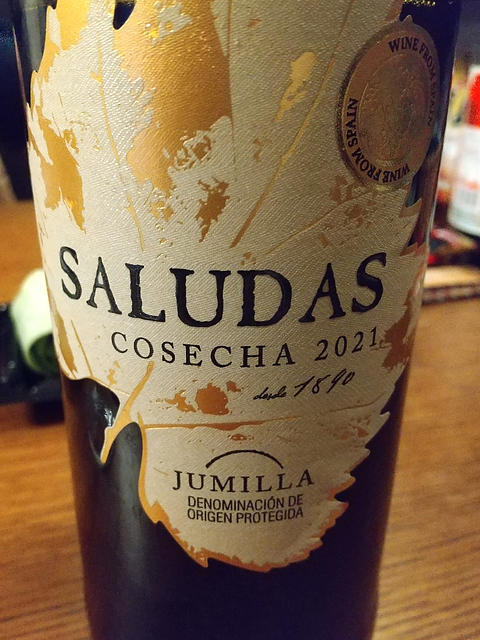 WINE FROM SPAIN
WINE FROM SPAIN
SALUDAS
COSECHA 2021
desde 1890
JUMILLA
DENOMINACIÓN DE
ORIGEN PROTEGIDA